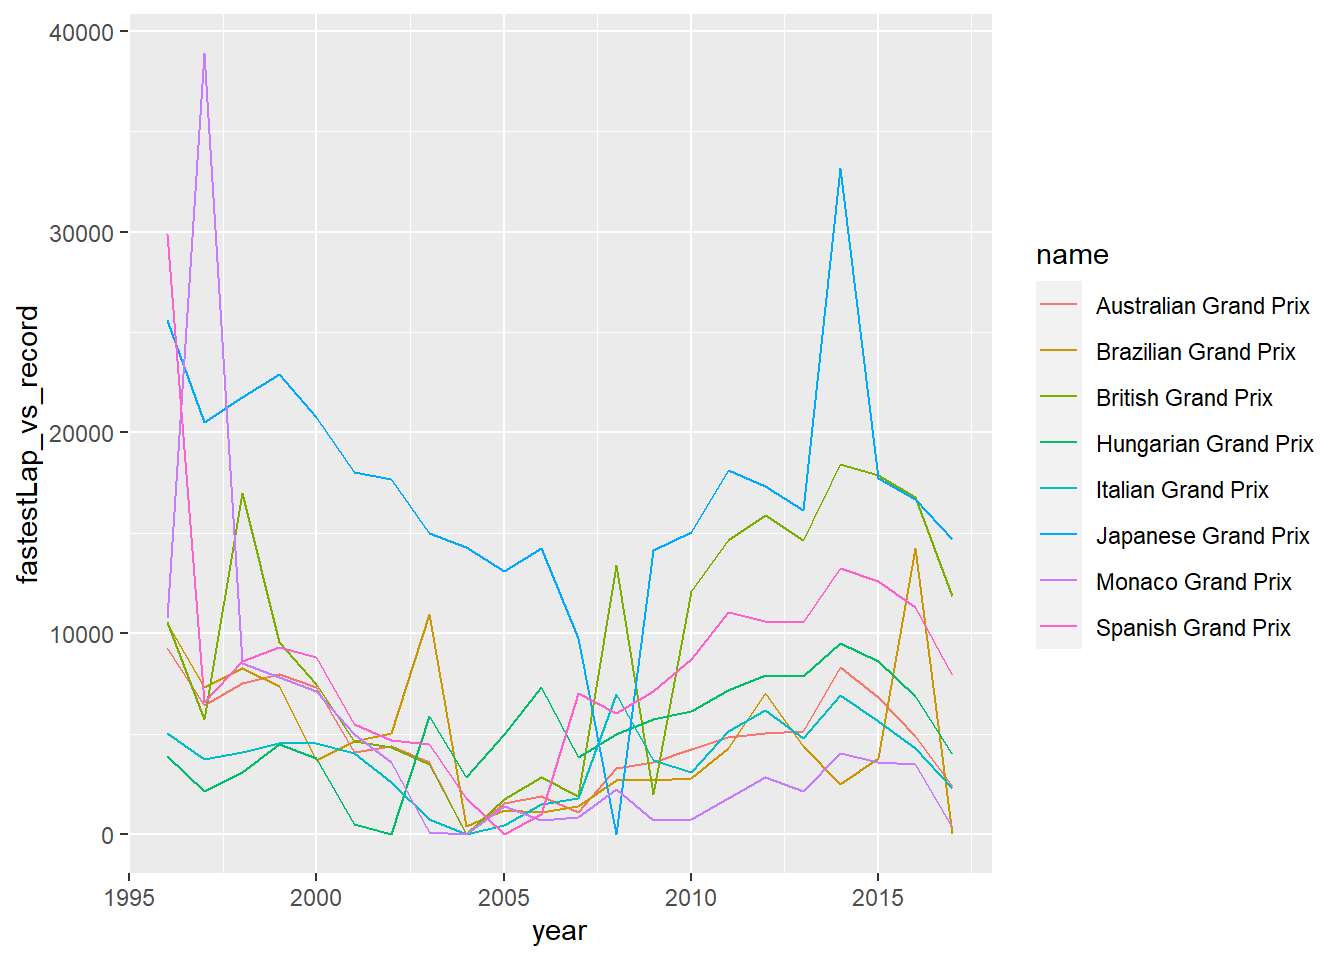 40000
30000
20000
10000
0
fastestLap_vs_record
1995
2000
2005
2010
2015
year
name
Australian Grand Prix
Brazilian Grand Prix
British Grand Prix
Hungarian Grand Prix
Italian Grand Prix
Japanese Grand Prix
Monaco Grand Prix
Spanish Grand Prix